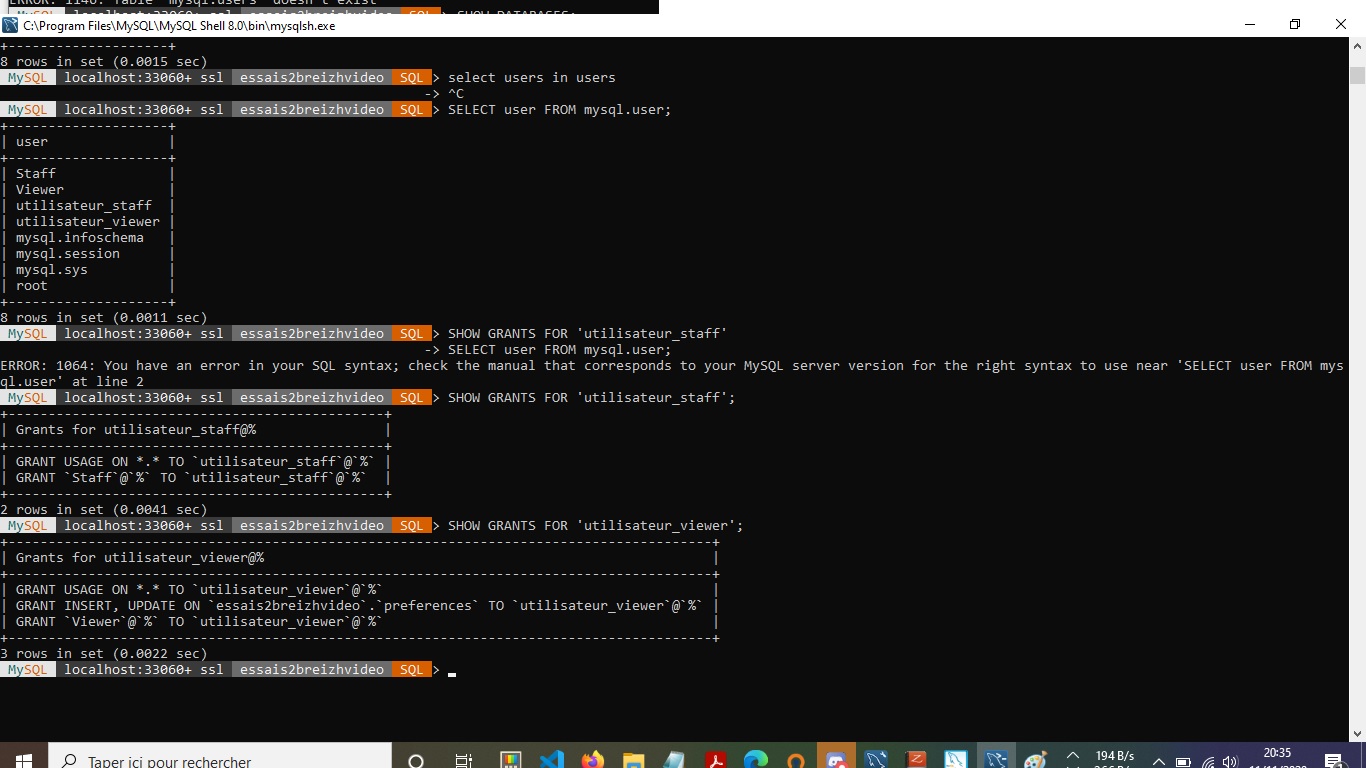 ERROR: 1146: Table 'mysql.users' doesn't exist
MySQL localhost:33060+ ssl essais2breizhvideo SQL > SHOW DATABASES;
C:\Program Files\MySQL\MySQL Shell 8.0\bin\mysqlsh.exe
+--------------------+
8 rows in set (0.0015 sec)
MySQL localhost:33060+ ssl essais2breizhvideo SQL > select users in users
-> ^C
MySQL localhost:33060+ ssl essais2breizhvideo SQL > SELECT user FROM mysql.user;
+--------------------+
| user               |
+--------------------+
| Staff              |
| Viewer             |
| utilisateur_staff  |
| utilisateur_viewer |
| mysql.infoschema   |
| mysql.session      |
| mysql.sys          |
| root               |
+--------------------+
8 rows in set (0.0011 sec)
MySQL localhost:33060+ ssl essais2breizhvideo SQL > SHOW GRANTS FOR 'utilisateur_staff'
-> SELECT user FROM mysql.user;
ERROR: 1064: You have an error in your SQL syntax; check the manual that corresponds to your MySQL server version for the right syntax to use near 'SELECT user FROM mys
ql.user' at line 2
MySQL localhost:33060+ ssl essais2breizhvideo SQL > SHOW GRANTS FOR 'utilisateur_staff';
+-----------------------------------------------+
| Grants for utilisateur_staff@%                |
+-----------------------------------------------+
| GRANT USAGE ON *.* TO `utilisateur_staff`@`%` |
| GRANT `Staff`@`%` TO `utilisateur_staff`@`%`  |
+-----------------------------------------------+
2 rows in set (0.0041 sec)
MySQL localhost:33060+ ssl essais2breizhvideo SQL > SHOW GRANTS FOR 'utilisateur_viewer';
+----------------------------------------------------------------------------------------+
| Grants for utilisateur_viewer@%                                                        |
+----------------------------------------------------------------------------------------+
| GRANT USAGE ON *.* TO `utilisateur_viewer`@`%`                                         |
| GRANT INSERT, UPDATE ON `essais2breizhvideo`.`preferences` TO `utilisateur_viewer`@`%` |
| GRANT `Viewer`@`%` TO `utilisateur_viewer`@`%`                                         |
+----------------------------------------------------------------------------------------+
3 rows in set (0.0022 sec)
MySQL localhost:33060+ ssl essais2breizhvideo SQL >
Taper ici pour rechercher
194 B/s
20:35